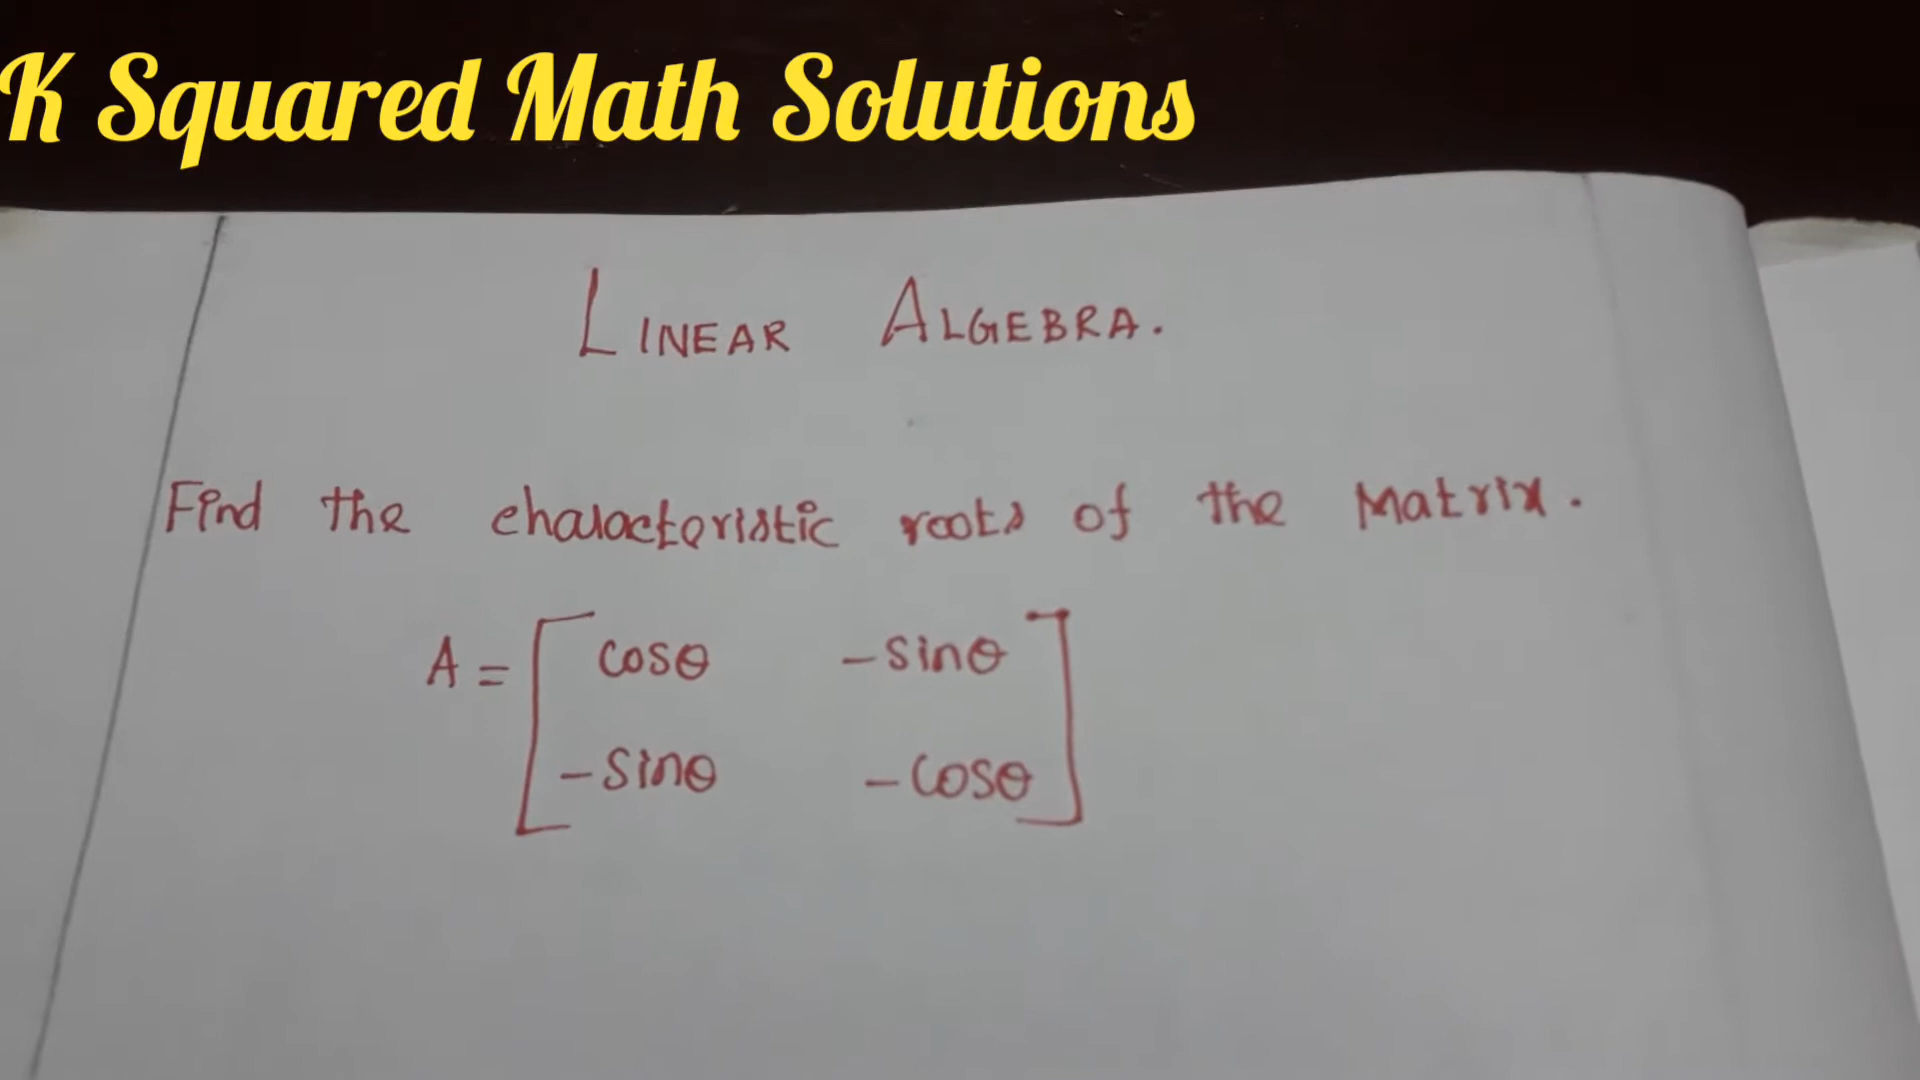 K Squared Math Solutions
LINEAR ALGEBRA.
Find the characteristic roots of the Matrix.
A = [ cosθ -sinθ
-sinθ -cosθ ]